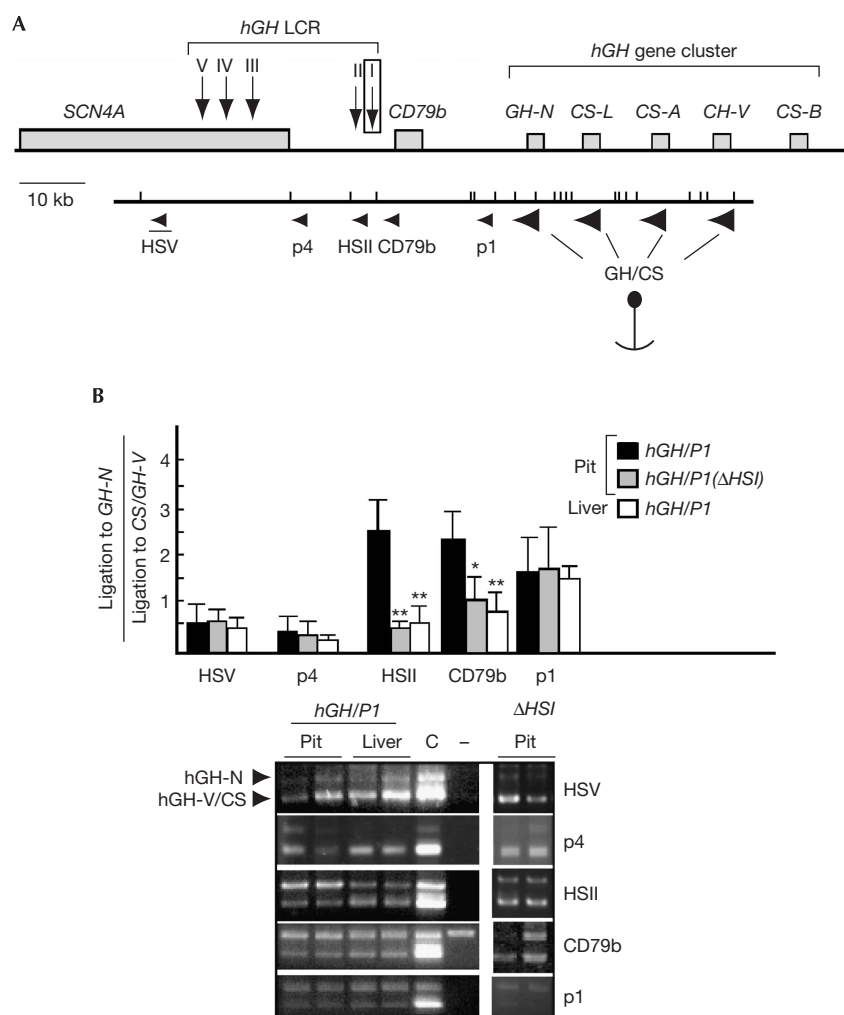 A
hGH LCR
hGH gene cluster
V IV III II I
SCN4A CD79b GH-N CS-L CS-A CH-V CS-B
10 kb
HSV p4 HSII CD79b p1
GH/CS
B
Ligation to GH-N
Ligation to CS/GH-V
4
3
2
1
Pit
hGH/P1
hGH/P1(ΔHSI)
Liver hGH/P1
** ** * **
HSV p4 HSII CD79b p1
hGH/P1 ΔHSI
Pit Liver C – Pit
hGH-N
hGH-V/CS
HSV
p4
HSII
CD79b
p1